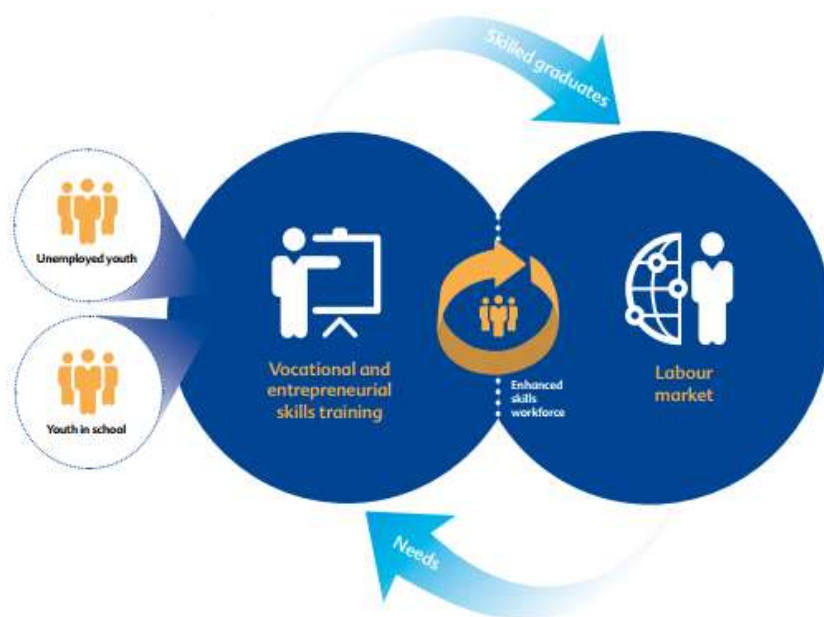 Skilled graduates
Unemployed youth
Youth in school
Vocational and
entrepreneurial
skills training
Enhanced
skills
workforce
Labour
market
Needs